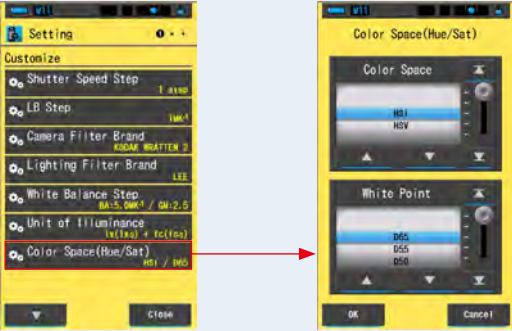 Setting
Customize
Shutter Speed Step
1 step
LB Step
1MK⁻¹
Camera Filter Brand
KODAK WRATTEN 2
Lighting Filter Brand
LEE
White Balance Step
BA:5.0MK⁻¹ / GM:2.5
Unit of Illuminance
lx(lxs) + fc(fcs)
Color Space(Hue/Sat)
HSI / D65
Close
Color Space(Hue/Sat)
Color Space
HSI
HSV
White Point
D65
D55
D50
OK
Cancel